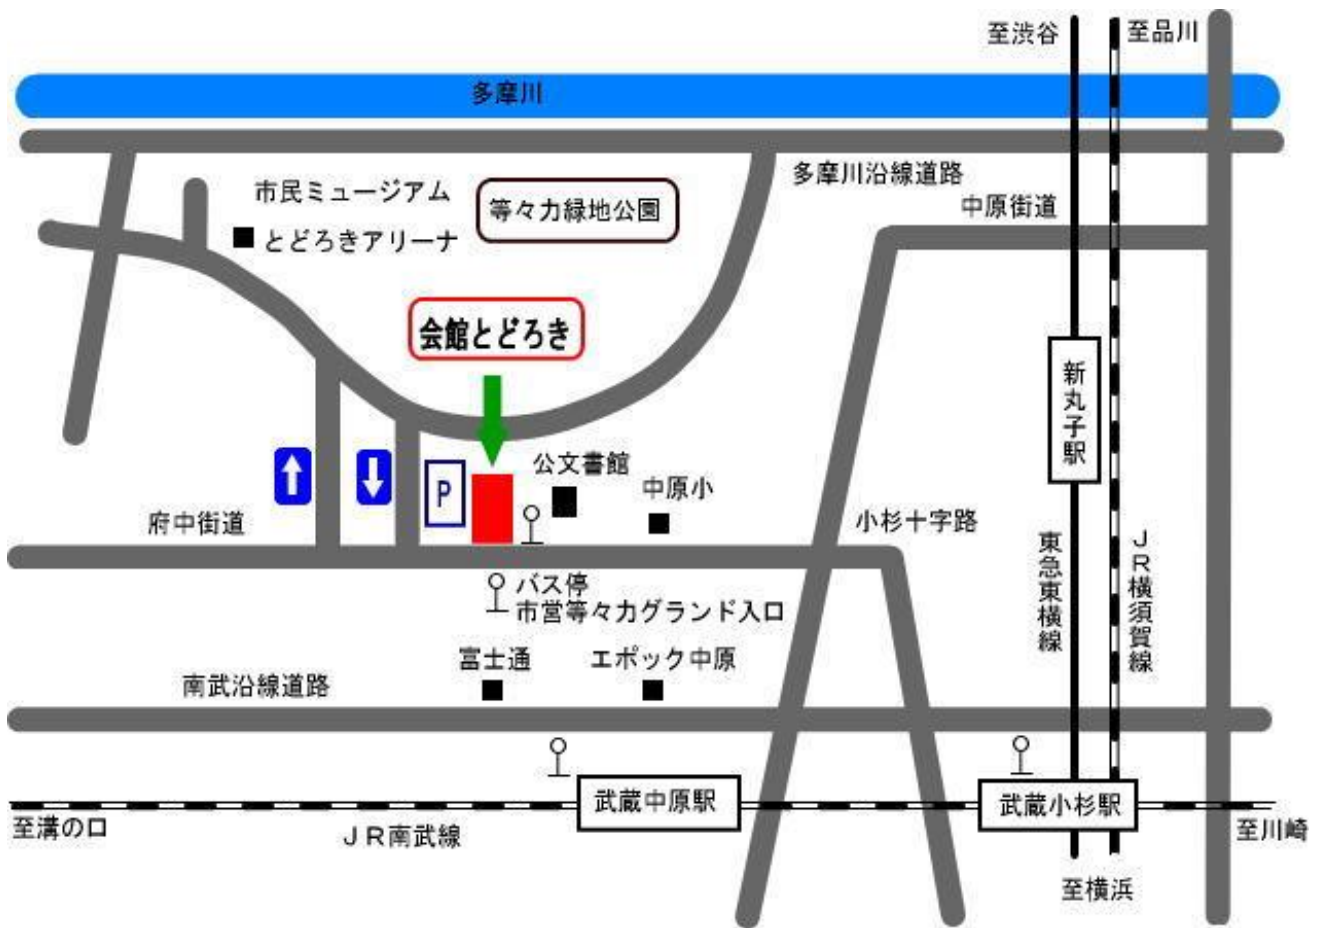 至渋谷
至品川
多摩川
多摩川沿線道路
市民ミュージアム
等々力緑地公園
中原街道
とどろきアリーナ
会館とどろき
新丸子駅
公文書館
P
中原小
府中街道
小杉十字路
東急東横線
JR横須賀線
バス停
市営等々力グランド入口
富士通
エポック中原
南武沿線道路
武蔵中原駅
武蔵小杉駅
至溝の口
JR南武線
至川崎
至横浜